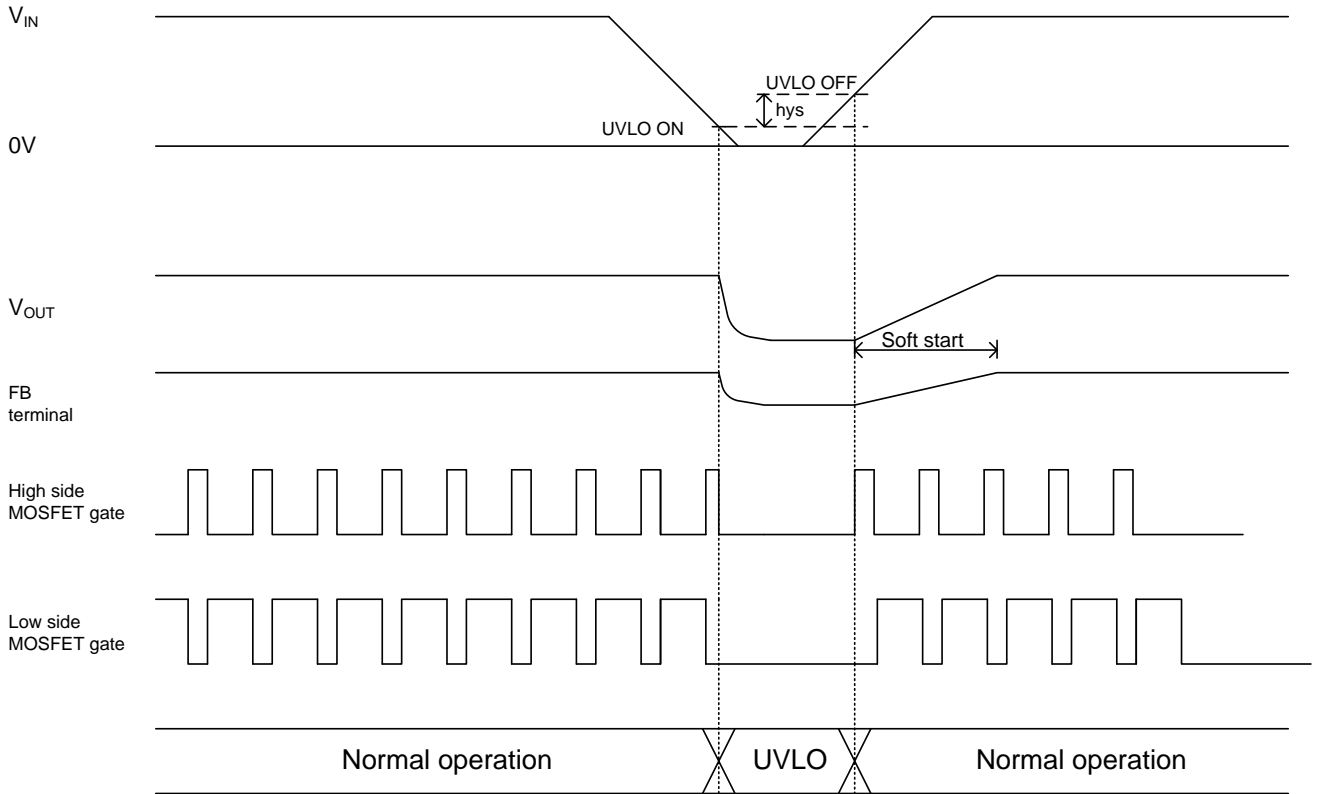 VIN
UVLO OFF
hys
UVLO ON
0V
VOUT
Soft start
FB
terminal
High side
MOSFET gate
Low side
MOSFET gate
Normal operation
UVLO
Normal operation